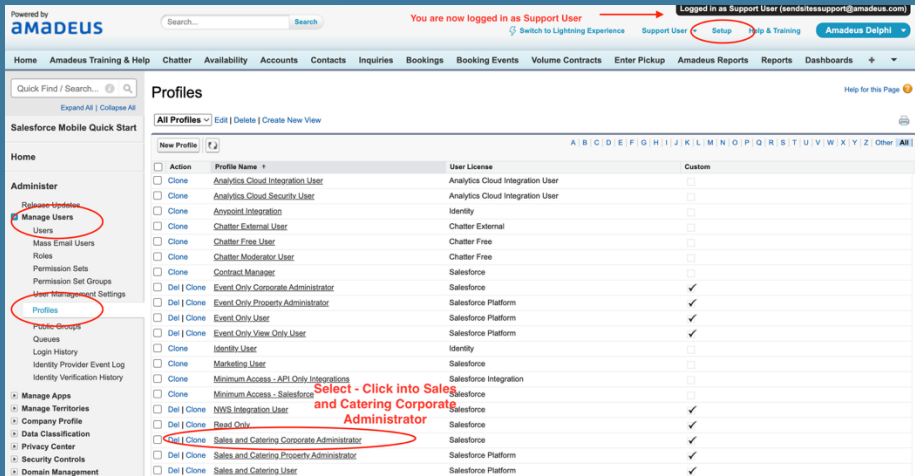 Powered by
amadeus
Search...
Search
You are now logged in as Support User
Logged in as Support User (sendsitessupport@amadeus.com)
Switch to Lightning Experience
Support User
Setup
Help & Training
Amadeus Delphi
Home Amadeus Training & Help Chatter Availability Accounts Contacts Inquiries Bookings Booking Events Volume Contracts Enter Pickup Amadeus Reports Reports Dashboards +
Quick Find / Search...
Expand All | Collapse All
Salesforce Mobile Quick Start
Home
Administer
Release Updates
Manage Users
Users
Mass Email Users
Roles
Permission Sets
Permission Set Groups
User Management Settings
Profiles
Public Groups
Queues
Login History
Identity Provider Event Log
Identity Verification History
Manage Apps
Manage Territories
Company Profile
Data Classification
Privacy Center
Security Controls
Domain Management
Profiles
Help for this Page
All Profiles Edit | Delete | Create New View
New Profile
A B C D E F G H I J K L M N O P Q R S T U V W X Y Z Other All
Action Profile Name User License Custom
Clone Analytics Cloud Integration User Analytics Cloud Integration User
Clone Analytics Cloud Security User Analytics Cloud Integration User
Clone Anypoint Integration Identity
Clone Chatter External User Chatter External
Clone Chatter Free User Chatter Free
Clone Chatter Moderator User Chatter Free
Clone Contract Manager Salesforce
Del | Clone Event Only Corporate Administrator Salesforce
Del | Clone Event Only Property Administrator Salesforce Platform
Del | Clone Event Only User Salesforce Platform
Del | Clone Event Only View Only User Salesforce Platform
Clone Identity User Identity
Clone Marketing User Salesforce
Clone Minimum Access - API Only Integrations Salesforce Integration
Clone Minimum Access - Salesforce Salesforce
Del | Clone NWS Integration User Salesforce
Del | Clone Read Only Salesforce
Del | Clone Sales and Catering Corporate Administrator Salesforce
Del | Clone Sales and Catering Property Administrator Salesforce Platform
Del | Clone Sales and Catering User Salesforce Platform
Select - Click into Sales
and Catering Corporate
Administrator